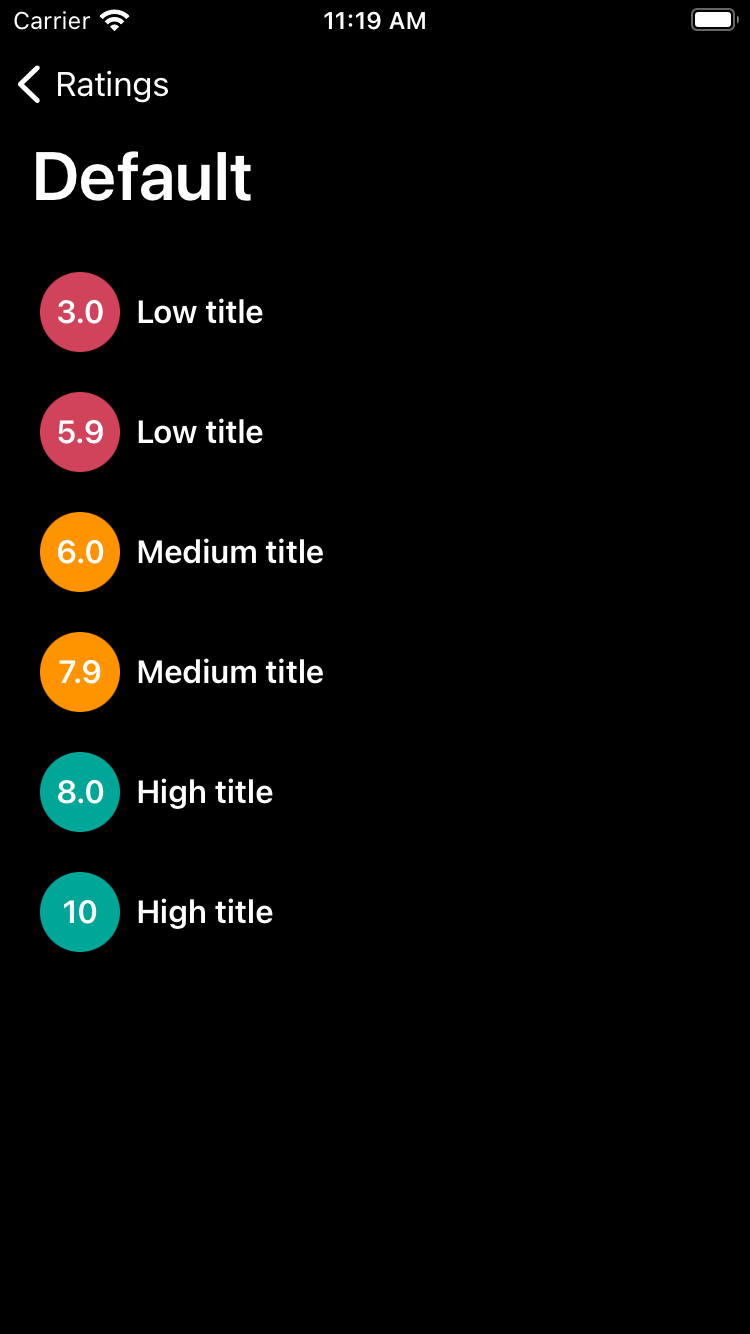 Carrier 11:19 AM
Ratings
Default
3.0 Low title
5.9 Low title
6.0 Medium title
7.9 Medium title
8.0 High title
10 High title